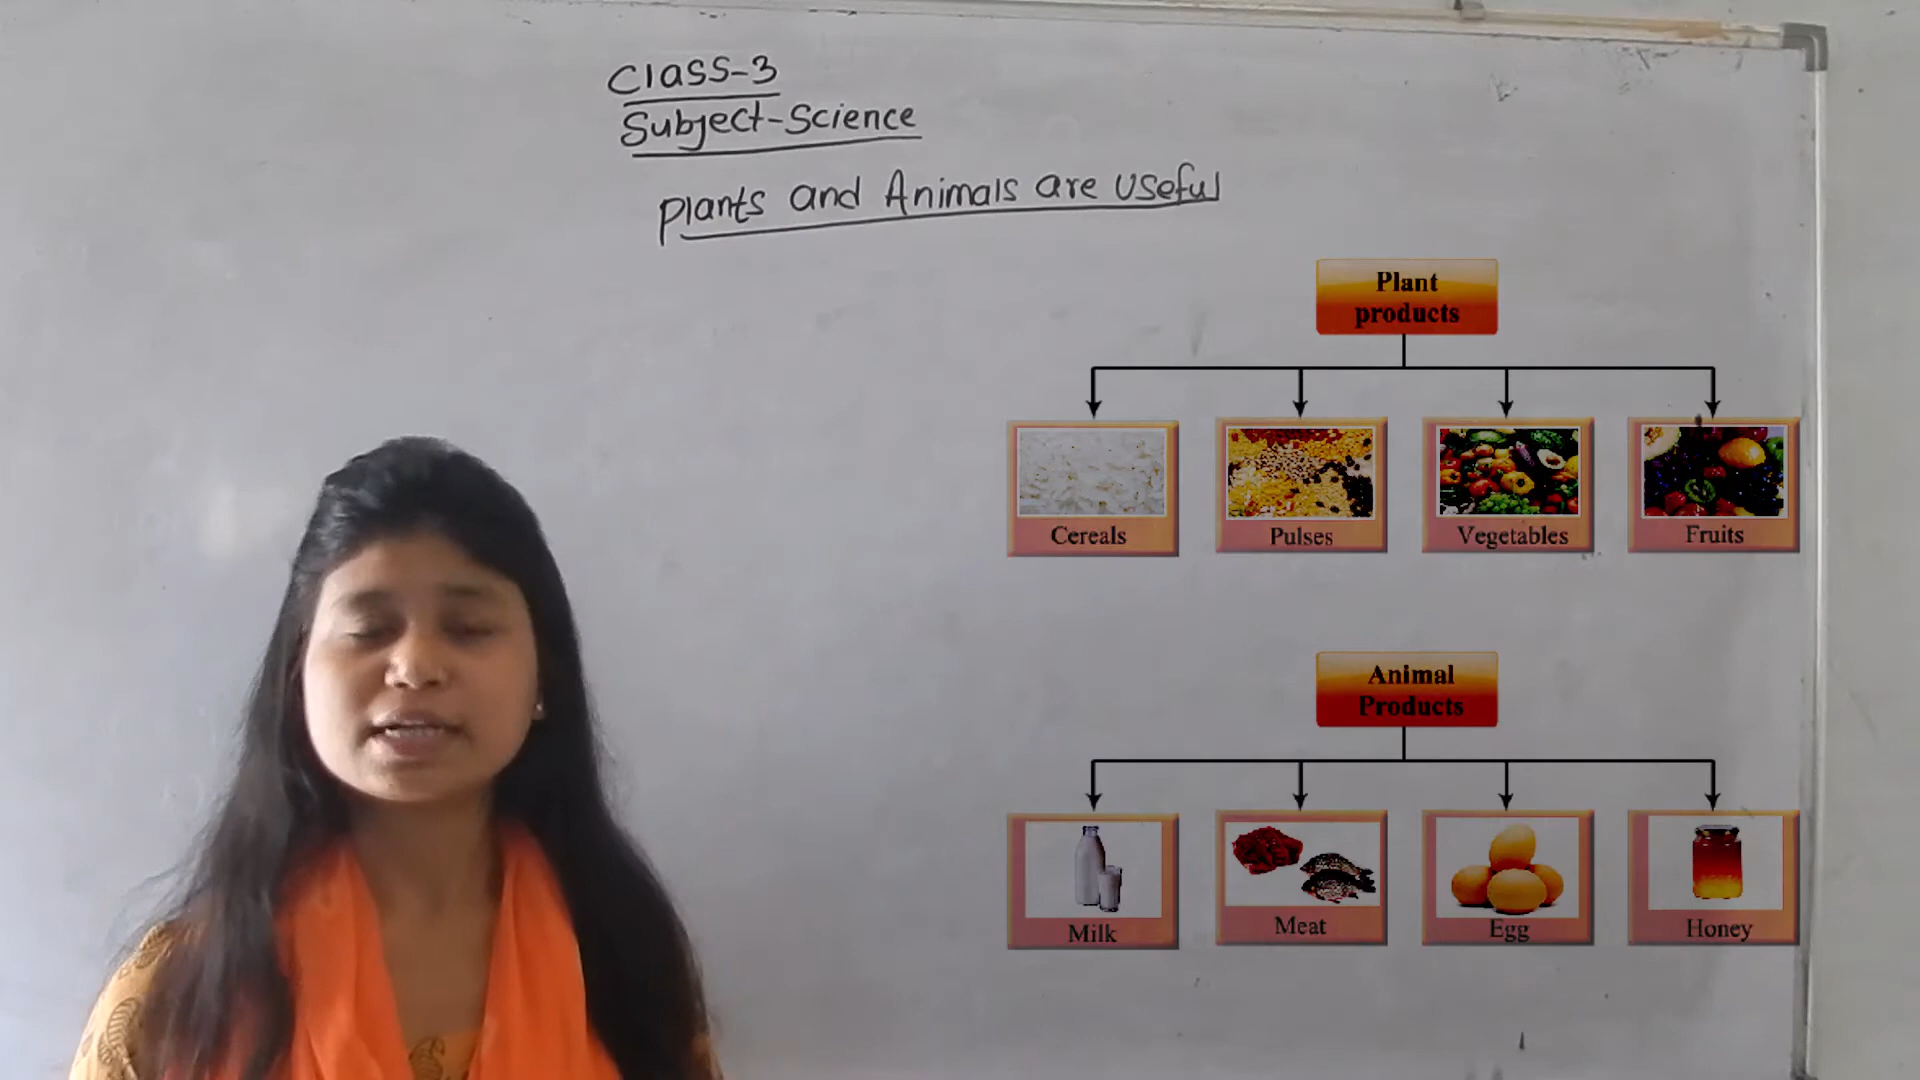 Class-3
Subject-Science
Plants and Animals are Useful
Plant
products
Cereals
Pulses
Vegetables
Fruits
Animal
Products
Milk
Meat
Egg
Honey